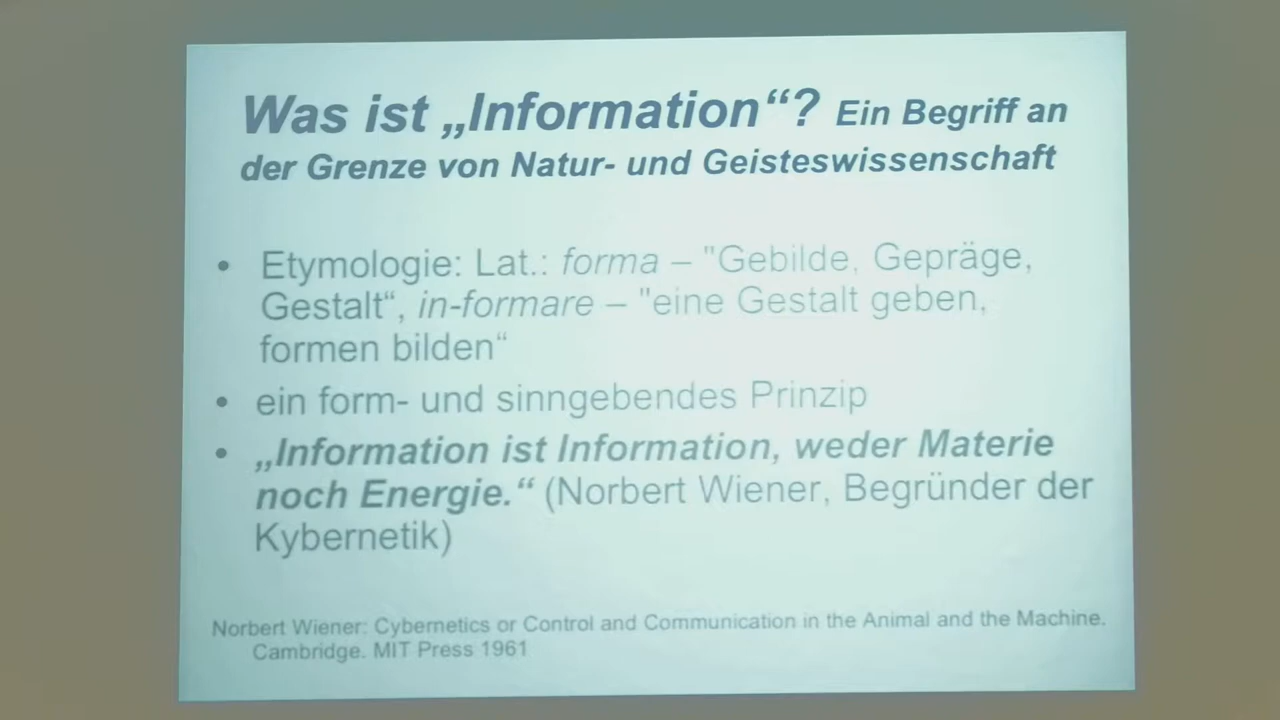 Was ist „Information“? Ein Begriff an
der Grenze von Natur- und Geisteswissenschaft
• Etymologie: Lat.: forma – "Gebilde, Gepräge,
Gestalt“, in-formare – "eine Gestalt geben,
formen bilden“
• ein form- und sinngebendes Prinzip
• „Information ist Information, weder Materie
noch Energie.“ (Norbert Wiener, Begründer der
Kybernetik)
Norbert Wiener: Cybernetics or Control and Communication in the Animal and the Machine.
Cambridge. MIT Press 1961